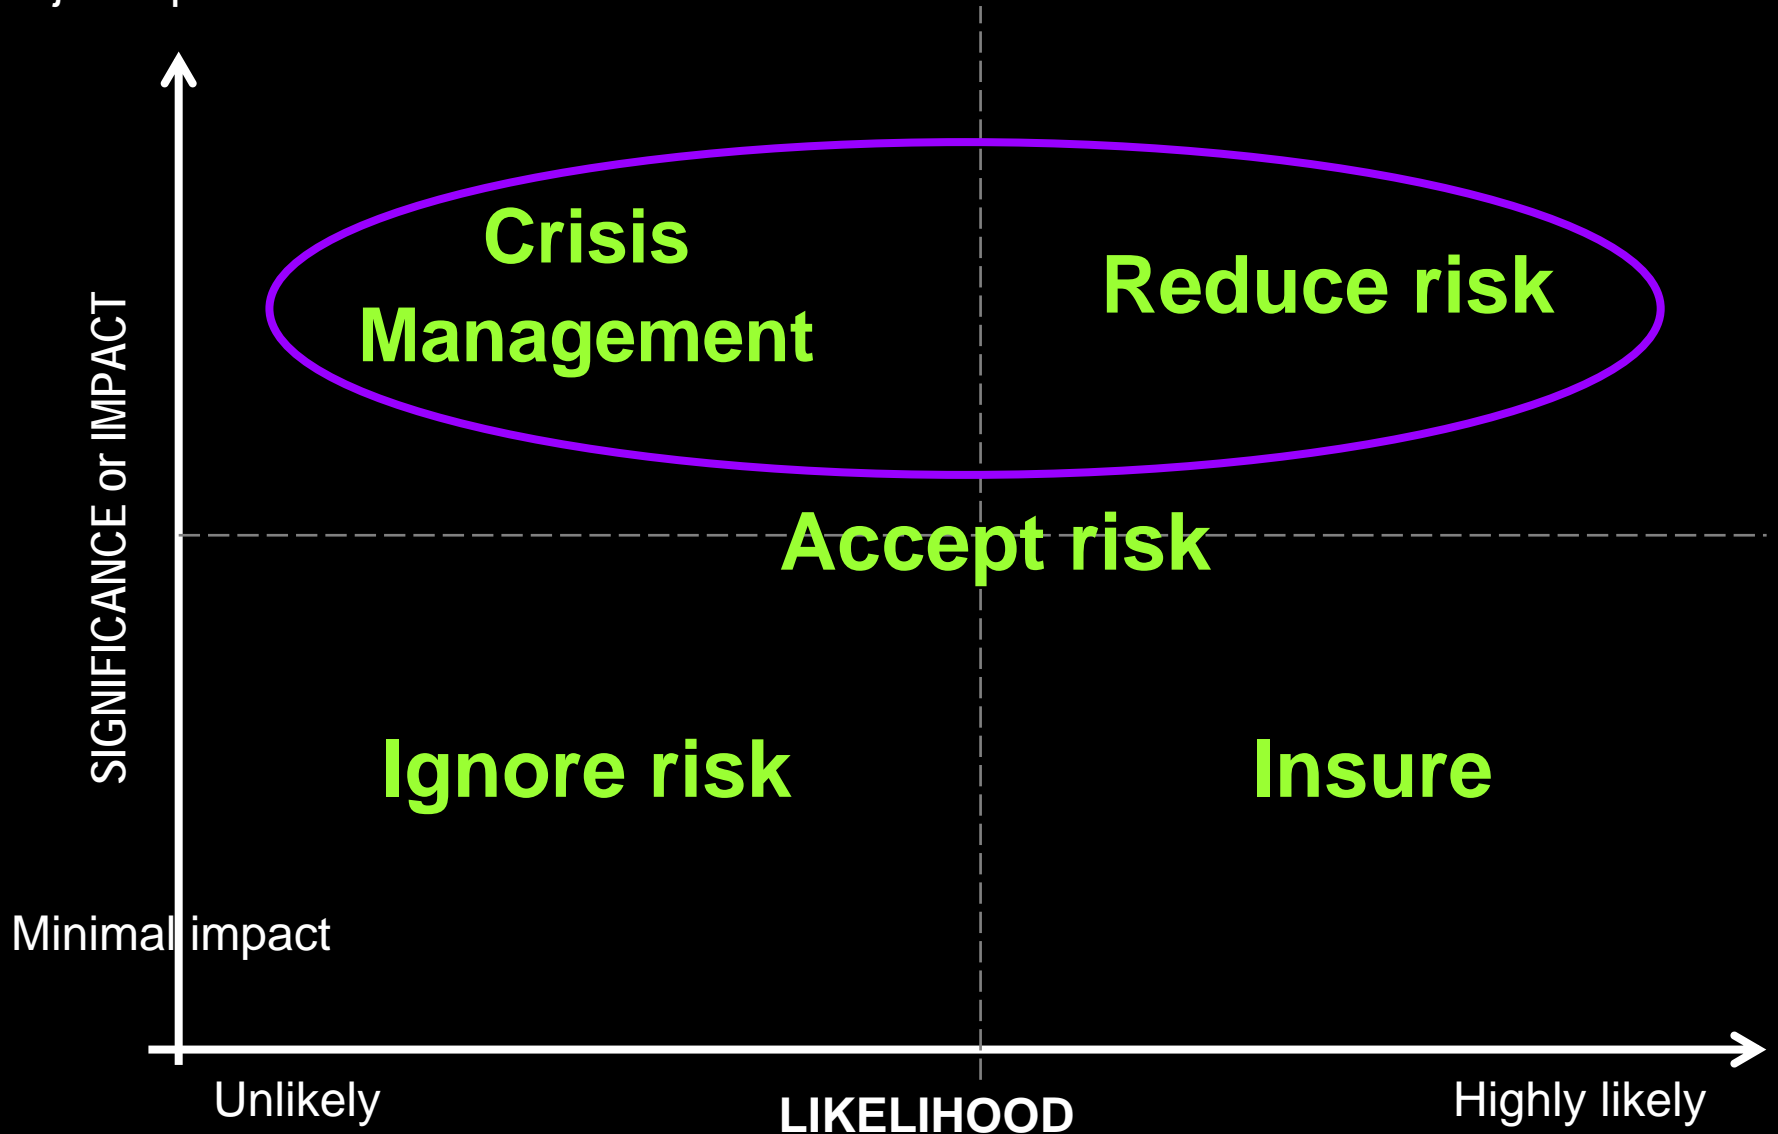 Crisis
Management
Reduce risk
SIGNIFICANCE or IMPACT
Accept risk
Ignore risk
Insure
Minimal impact
Unlikely
LIKELIHOOD
Highly likely